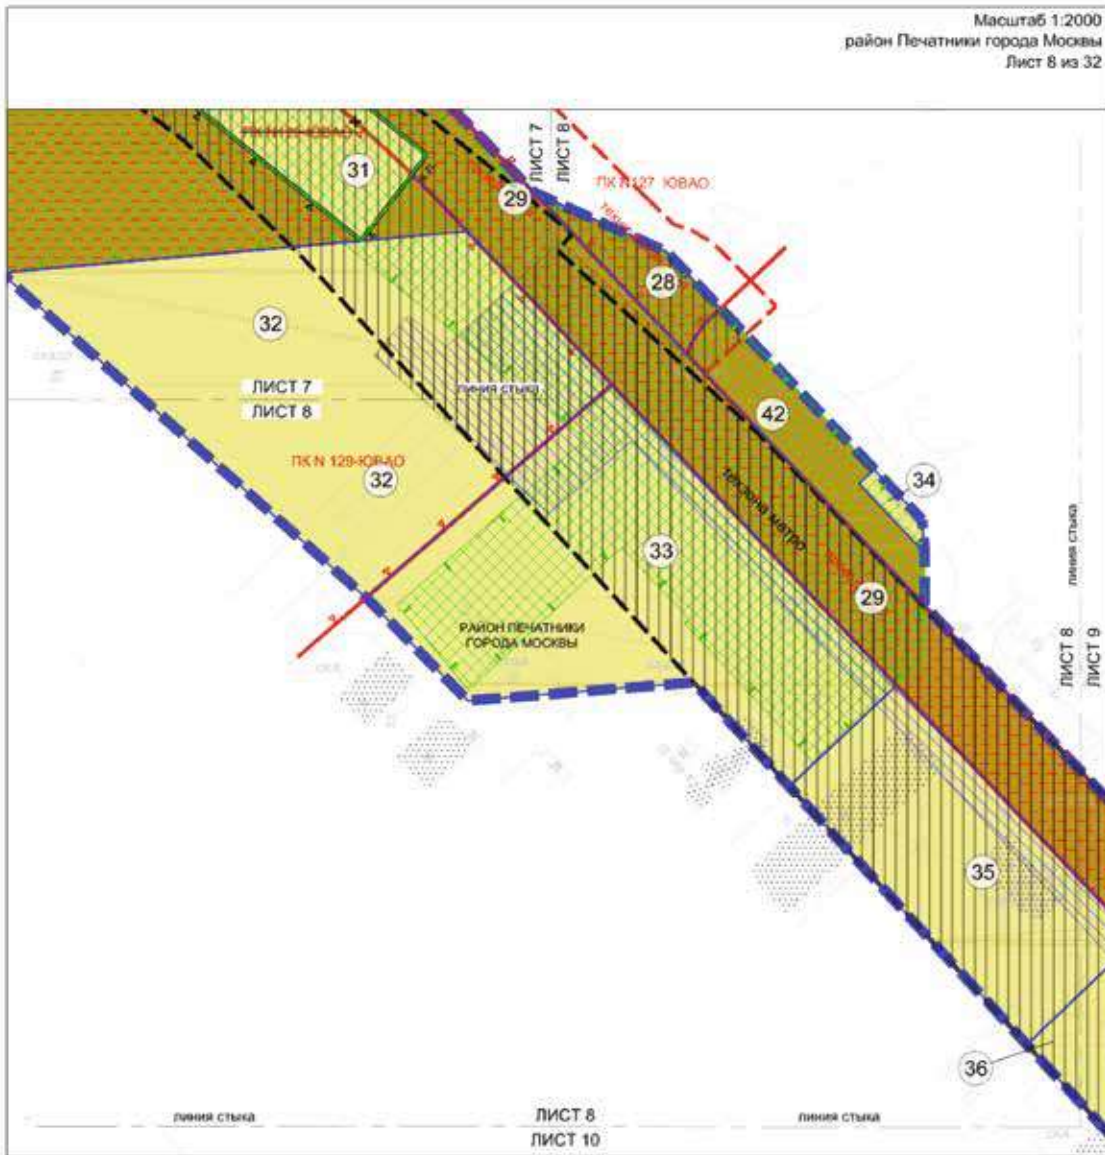 Масштаб 1:2000
район Печатники города Москвы
Лист 8 из 32
31
29
ЛИСТ 7
ЛИСТ 8
ПК N127 ЮВАО
28
32
ЛИСТ 7
ЛИСТ 8
линия стыка
42
34
ПК N 129-ЮВАО
32
33
техзона метро
29
РАЙОН ПЕЧАТНИКИ
ГОРОДА МОСКВЫ
линия стыка
ЛИСТ 8
ЛИСТ 9
35
36
линия стыка
ЛИСТ 8
линия стыка
ЛИСТ 10